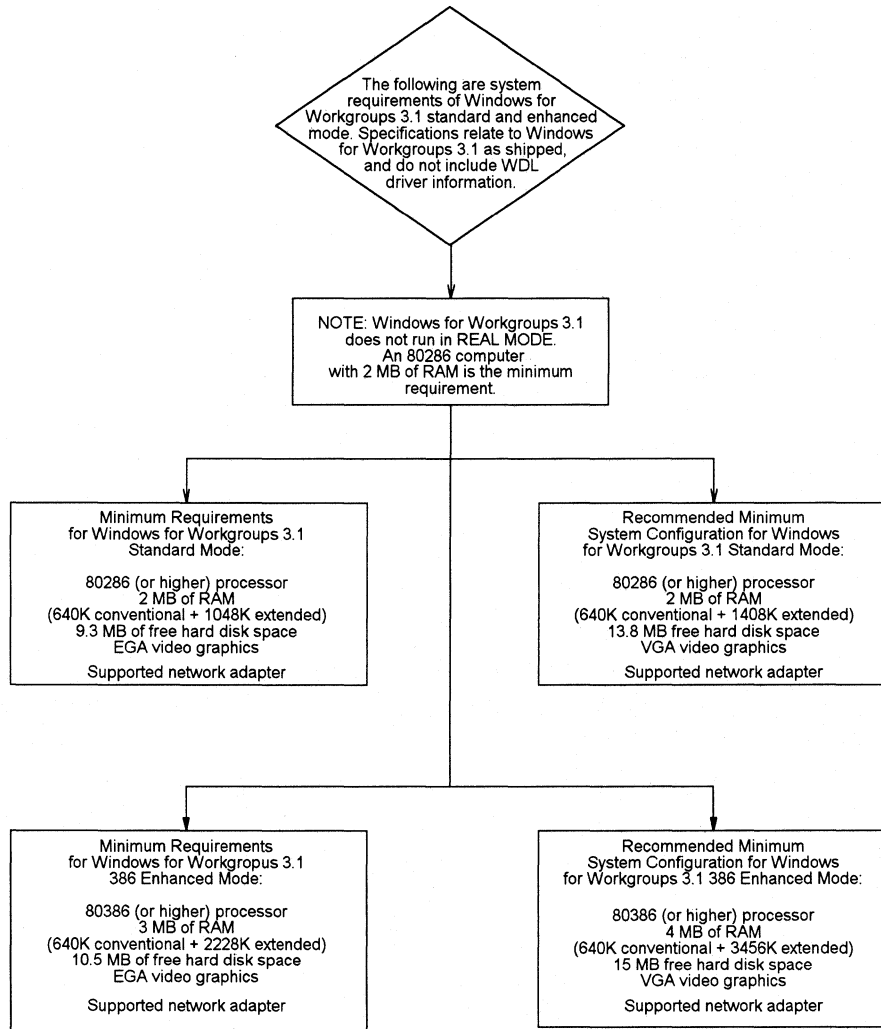 The following are system
requirements of Windows for
Workgroups 3.1 standard and enhanced
mode. Specifications relate to Windows
for Workgroups 3.1 as shipped,
and do not include WDL
driver information.
NOTE: Windows for Workgroups 3.1
does not run in REAL MODE.
An 80286 computer
with 2 MB of RAM is the minimum
requirement.
Minimum Requirements
for Windows for Workgroups 3.1
Standard Mode:
80286 (or higher) processor
2 MB of RAM
(640K conventional + 1048K extended)
9.3 MB of free hard disk space
EGA video graphics
Supported network adapter
Recommended Minimum
System Configuration for Windows
for Workgroups 3.1 Standard Mode:
80286 (or higher) processor
2 MB of RAM
(640K conventional + 1408K extended)
13.8 MB free hard disk space
VGA video graphics
Supported network adapter
Minimum Requirements
for Windows for Workgropus 3.1
386 Enhanced Mode:
80386 (or higher) processor
3 MB of RAM
(640K conventional + 2228K extended)
10.5 MB of free hard disk space
EGA video graphics
Supported network adapter
Recommended Minimum
System Configuration for Windows
for Workgroups 3.1 386 Enhanced Mode:
80386 (or higher) processor
4 MB of RAM
(640K conventional + 3456K extended)
15 MB free hard disk space
VGA video graphics
Supported network adapter